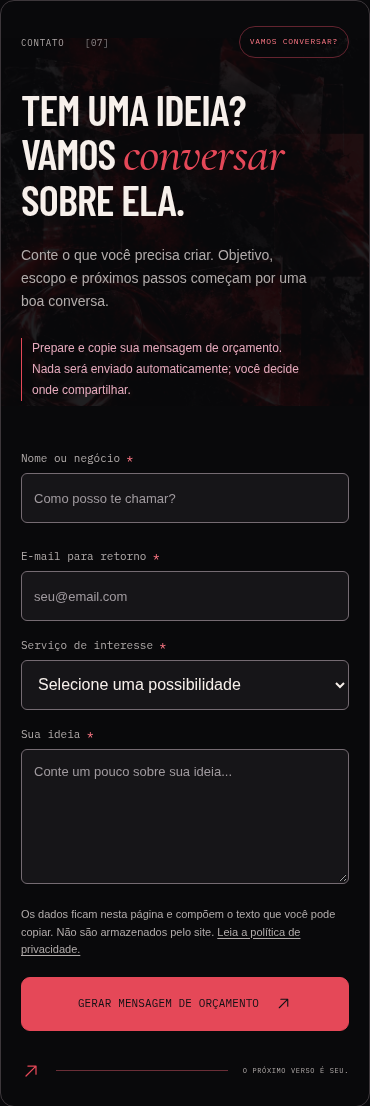 CONTATO [07]
VAMOS CONVERSAR?
TEM UMA IDEIA?
VAMOS conversar
SOBRE ELA.
Conte o que você precisa criar. Objetivo,
escopo e próximos passos começam por uma
boa conversa.
Prepare e copie sua mensagem de orçamento.
Nada será enviado automaticamente; você decide
onde compartilhar.
Nome ou negócio *
Como posso te chamar?
E-mail para retorno *
seu@email.com
Serviço de interesse *
Selecione uma possibilidade
Sua ideia *
Conte um pouco sobre sua ideia...
Os dados ficam nesta página e compõem o texto que você pode
copiar. Não são armazenados pelo site. Leia a política de
privacidade.
GERAR MENSAGEM DE ORÇAMENTO
O PRÓXIMO VERSO É SEU.